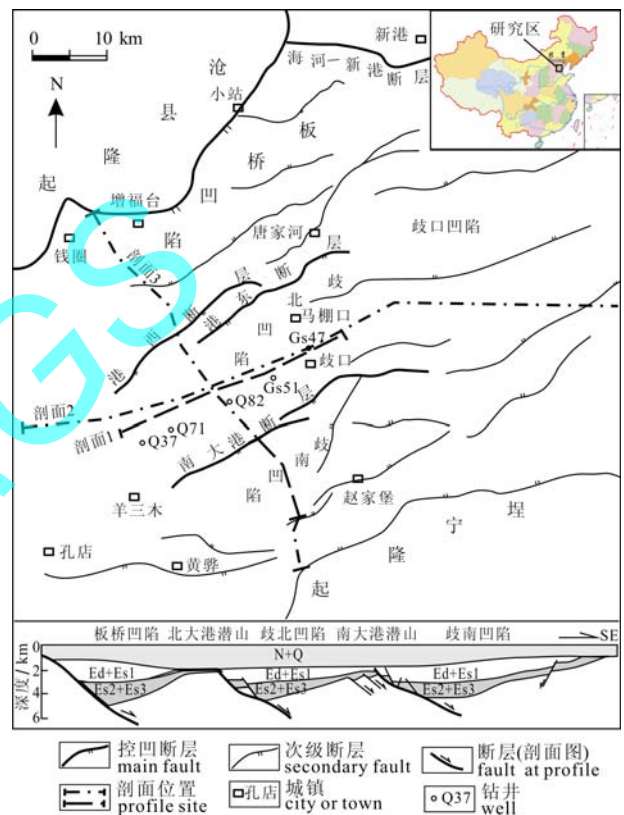 0 10 km
N
新港
海河一新港断层
研究区
沧县隆起
小站
板桥凹陷
增福台
钱圈
剖面3
唐家河
歧口凹陷
港西断层
港东断层
歧北凹陷
马棚口
Gs47
歧口
Gs51
Q82
剖面2
剖面1
Q71
Q37
南大港断层
歧南凹陷
羊三木
赵家堡
孔店
黄骅
埕宁隆起
GS
板桥凹陷 北大港潜山 歧北凹陷 南大港潜山 歧南凹陷 SE
深度/km
0
2
4
6
N+Q
Ed+Es1 Ed+Es1 Ed+Es1
Es2+Es3 Es2+Es3 Es2+Es3
控凹断层
main fault
次级断层
secondary fault
断层(剖面图)
fault at profile
剖面位置
profile site
孔店
城镇
city or town
Q37
钻井
well